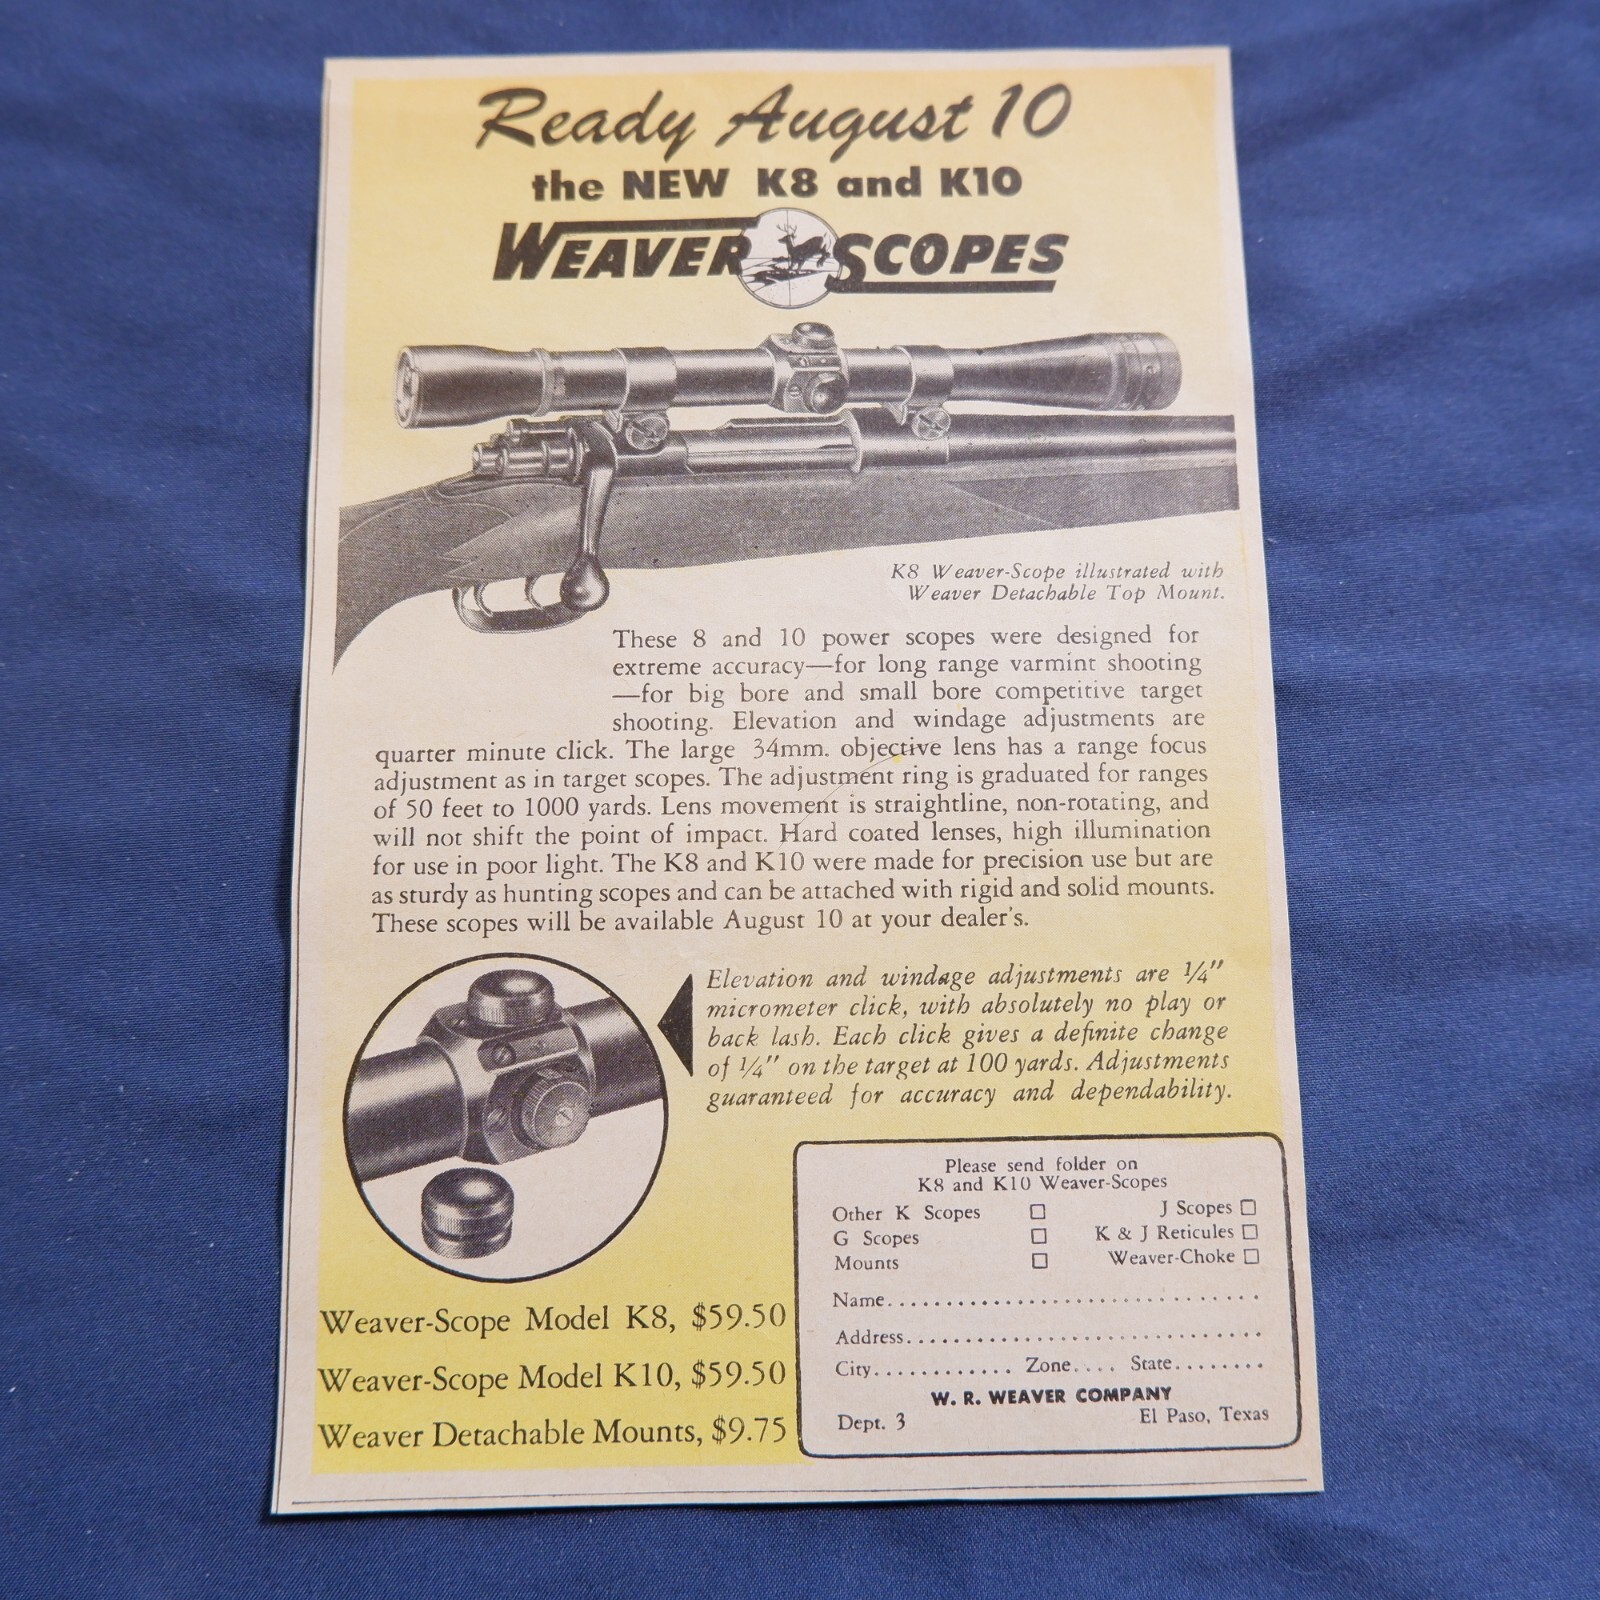 Ready August 10
the NEW K8 and K10
WEAVER SCOPES
K8 Weaver-Scope illustrated with
Weaver Detachable Top Mount.
These 8 and 10 power scopes were designed for
extreme accuracy—for long range varmint shooting
—for big bore and small bore competitive target
shooting. Elevation and windage adjustments are
quarter minute click. The large 34mm. objective lens has a range focus
adjustment as in target scopes. The adjustment ring is graduated for ranges
of 50 feet to 1000 yards. Lens movement is straightline, non-rotating, and
will not shift the point of impact. Hard coated lenses, high illumination
for use in poor light. The K8 and K10 were made for precision use but are
as sturdy as hunting scopes and can be attached with rigid and solid mounts.
These scopes will be available August 10 at your dealer's.
Elevation and windage adjustments are 1/4"
micrometer click, with absolutely no play or
back lash. Each click gives a definite change
of 1/4" on the target at 100 yards. Adjustments
guaranteed for accuracy and dependability.
Weaver-Scope Model K8, $59.50
Weaver-Scope Model K10, $59.50
Weaver Detachable Mounts, $9.75
Please send folder on
K8 and K10 Weaver-Scopes
Other K Scopes □ J Scopes □
G Scopes □ K & J Reticules □
Mounts □ Weaver-Choke □
Name................................
Address..............................
City............ Zone.... State........
W. R. WEAVER COMPANY
Dept. 3 El Paso, Texas